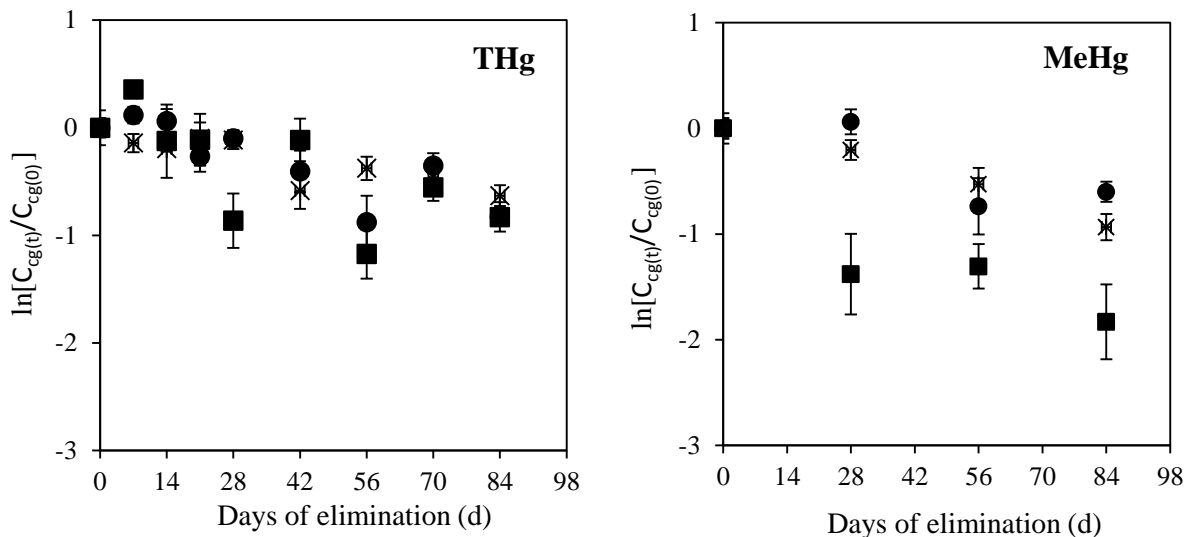 THg
1
0
-1
-2
-3
ln[C_cg(t)/C_cg(0)]
0 14 28 42 56 70 84 98
Days of elimination (d)
MeHg
1
0
-1
-2
-3
ln[C_cg(t)/C_cg(0)]
0 14 28 42 56 70 84 98
Days of elimination (d)